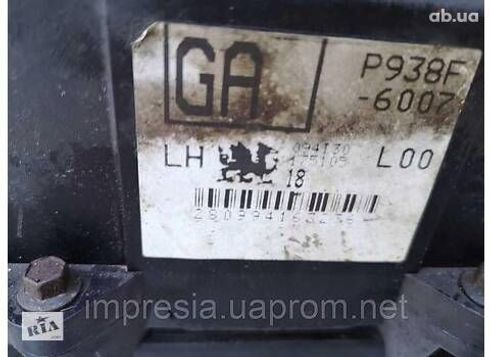 ab.ua
GA
P938F
-6007
LH
L00
18
impresia.uaprom.net
RIA